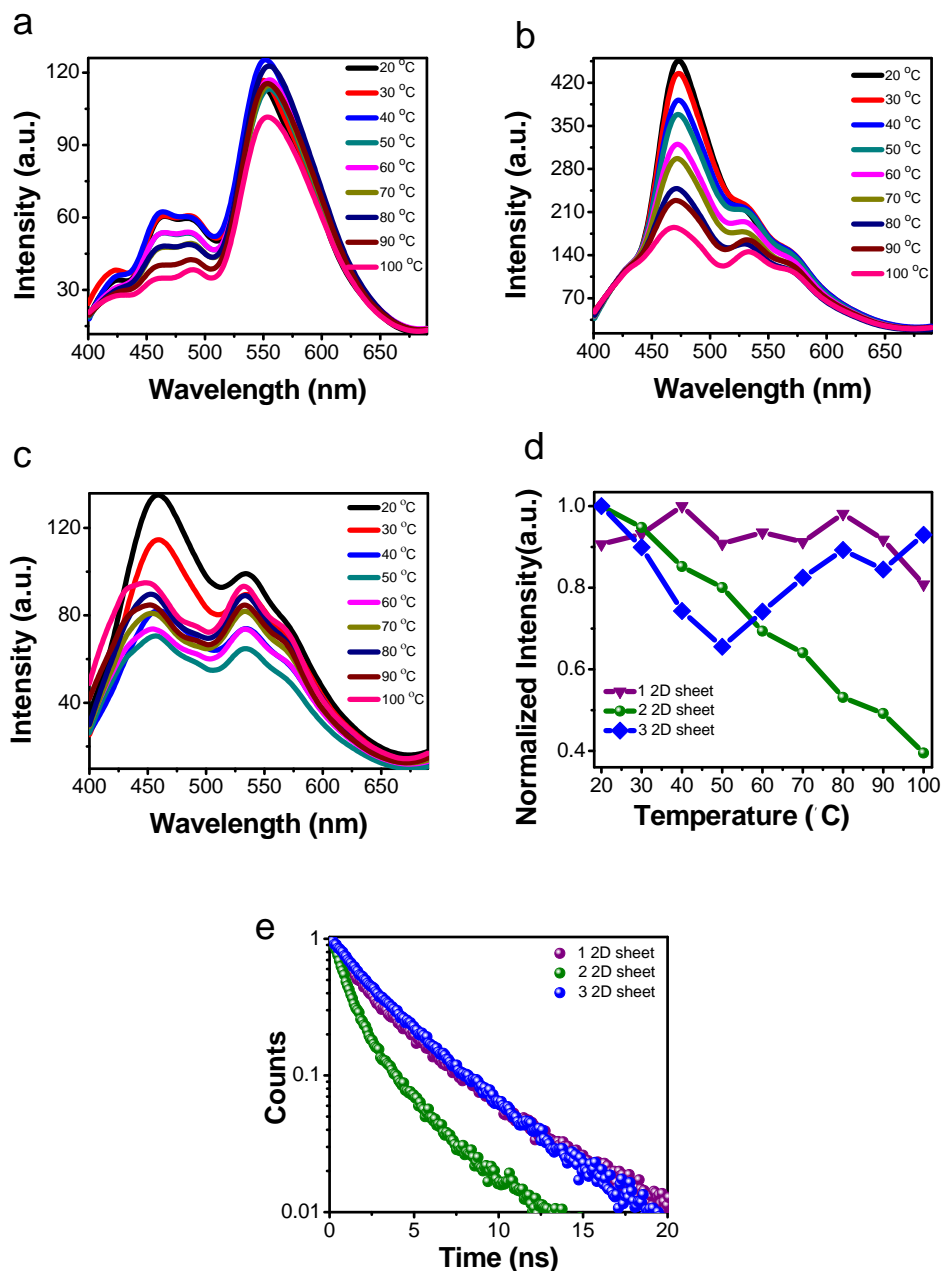 a
Intensity (a.u.)
120
90
60
30
20 °C
30 °C
40 °C
50 °C
60 °C
70 °C
80 °C
90 °C
100 °C
400 450 500 550 600 650
Wavelength (nm)
b
Intensity (a.u.)
420
350
280
210
140
70
20 °C
30 °C
40 °C
50 °C
60 °C
70 °C
80 °C
90 °C
100 °C
400 450 500 550 600 650
Wavelength (nm)
c
Intensity (a.u.)
120
80
40
20 °C
30 °C
40 °C
50 °C
60 °C
70 °C
80 °C
90 °C
100 °C
400 450 500 550 600 650
Wavelength (nm)
d
Normalized Intensity(a.u.)
1.0
0.8
0.6
0.4
1 2D sheet
2 2D sheet
3 2D sheet
20 30 40 50 60 70 80 90 100
Temperature (°C)
e
Counts
1
0.1
0.01
1 2D sheet
2 2D sheet
3 2D sheet
0 5 10 15 20
Time (ns)